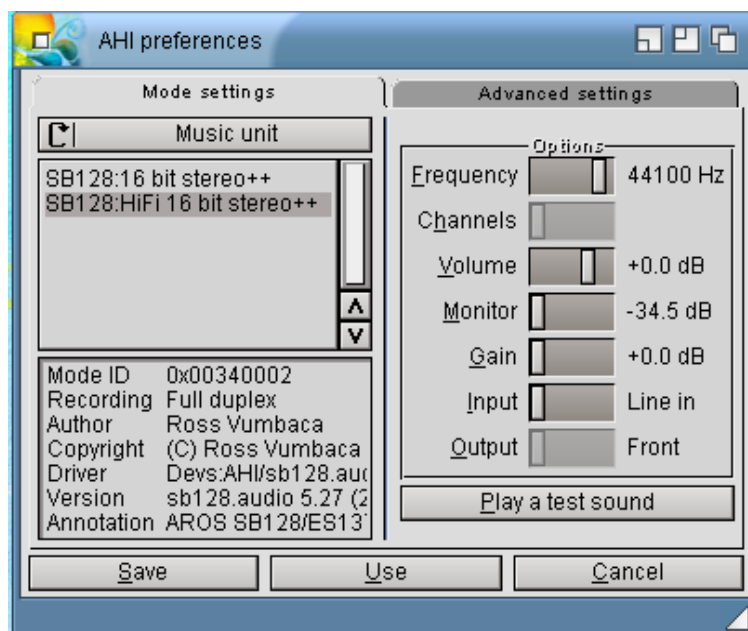 AHI preferences
Mode settings
Advanced settings
Music unit
SB128:16 bit stereo++
SB128:HiFi 16 bit stereo++
Mode ID 0x00340002
Recording Full duplex
Author Ross Vumbaca
Copyright (C) Ross Vumbaca
Driver Devs:AHI/sb128.au
Version sb128.audio 5.27 (2
Annotation AROS SB128/ES13
Options
Frequency 44100 Hz
Channels
Volume +0.0 dB
Monitor -34.5 dB
Gain +0.0 dB
Input Line in
Output Front
Play a test sound
Save
Use
Cancel